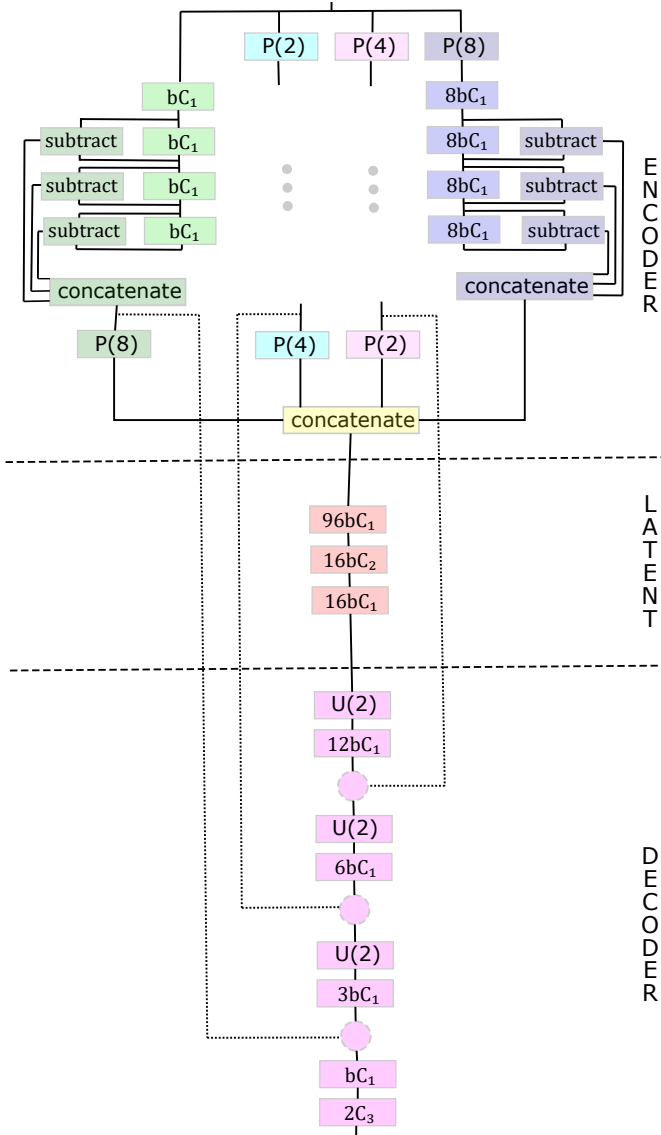 P(2) P(4) P(8)
bC₁ 8bC₁
subtract bC₁ 8bC₁ subtract
subtract bC₁ 8bC₁ subtract
subtract bC₁ 8bC₁ subtract
concatenate concatenate
P(8) P(4) P(2)
concatenate
ENCODER
96bC₁
16bC₂
16bC₁
LATENT
U(2)
12bC₁
U(2)
6bC₁
U(2)
3bC₁
bC₁
2C₃
DECODER